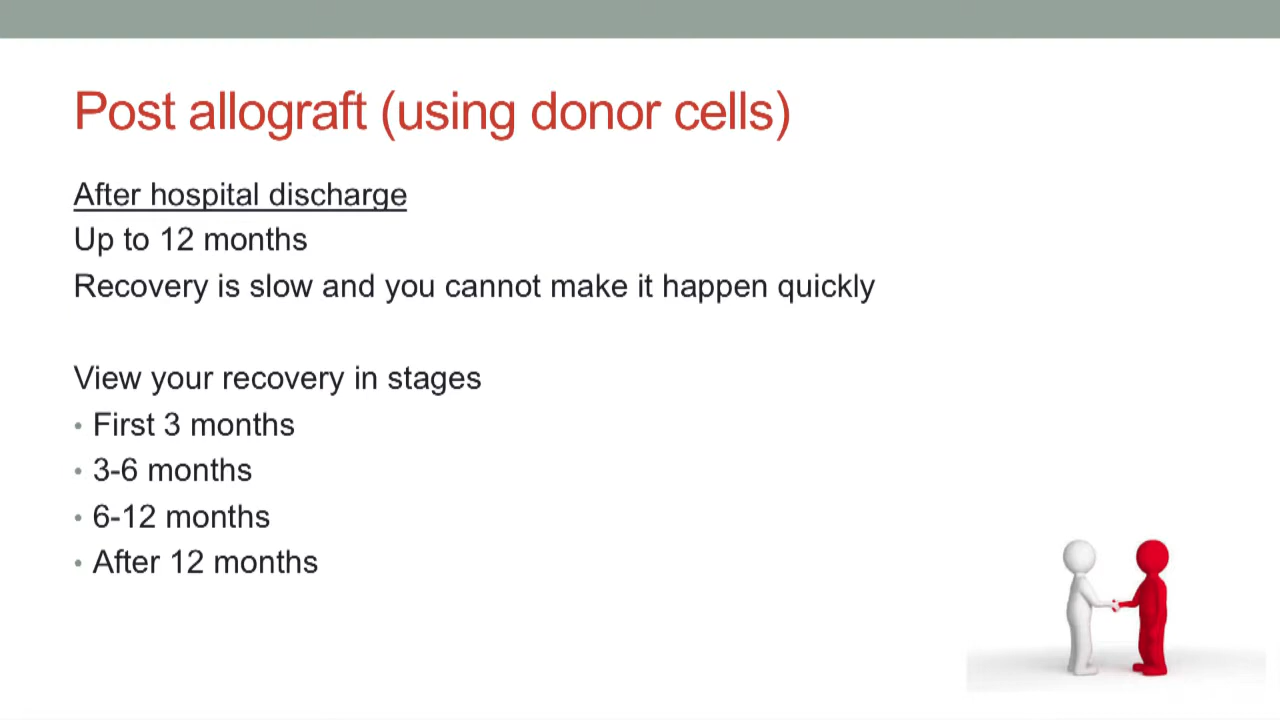 Post allograft (using donor cells)
After hospital discharge
Up to 12 months
Recovery is slow and you cannot make it happen quickly
View your recovery in stages
• First 3 months
• 3-6 months
• 6-12 months
• After 12 months